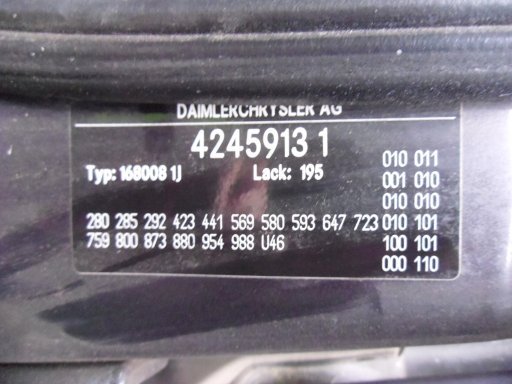 DAIMLERCHRYSLER AG
4245913 1
Typ: 168008 1J Lack: 195
010 011
001 010
010 010
280 285 292 423 441 569 580 593 647 723 010 101
759 800 873 880 954 988 U46 100 101
000 110